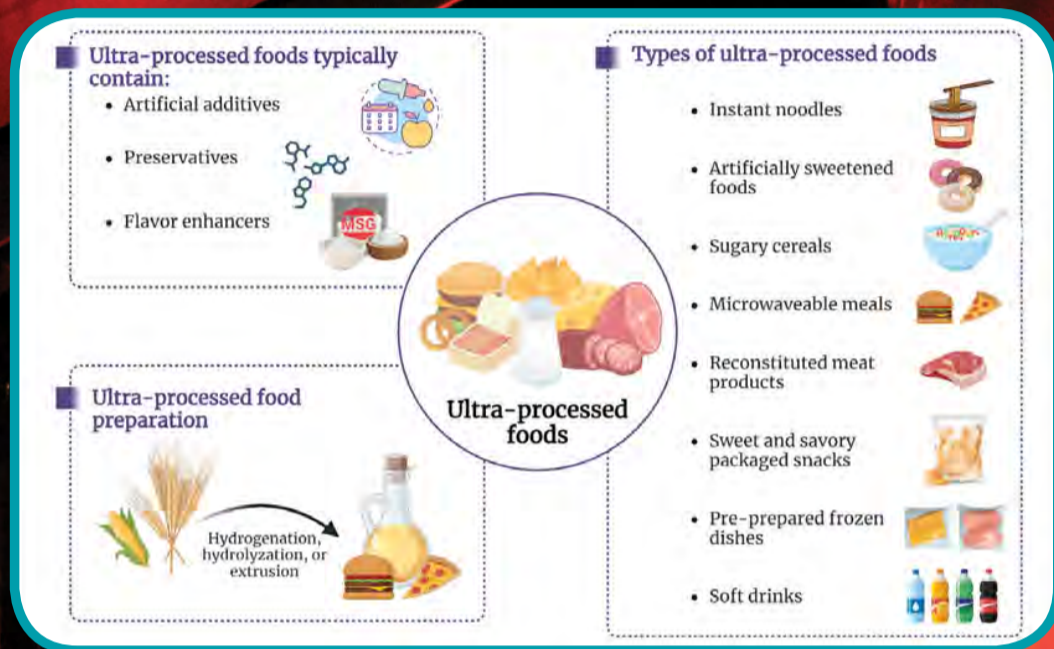 Ultra-processed foods typically
contain:
• Artificial additives
• Preservatives
• Flavor enhancers
MSG
Ultra-processed food
preparation
Hydrogenation,
hydrolyzation, or
extrusion
Ultra-processed
foods
Types of ultra-processed foods
• Instant noodles
• Artificially sweetened
foods
• Sugary cereals
• Microwaveable meals
• Reconstituted meat
products
• Sweet and savory
packaged snacks
• Pre-prepared frozen
dishes
• Soft drinks